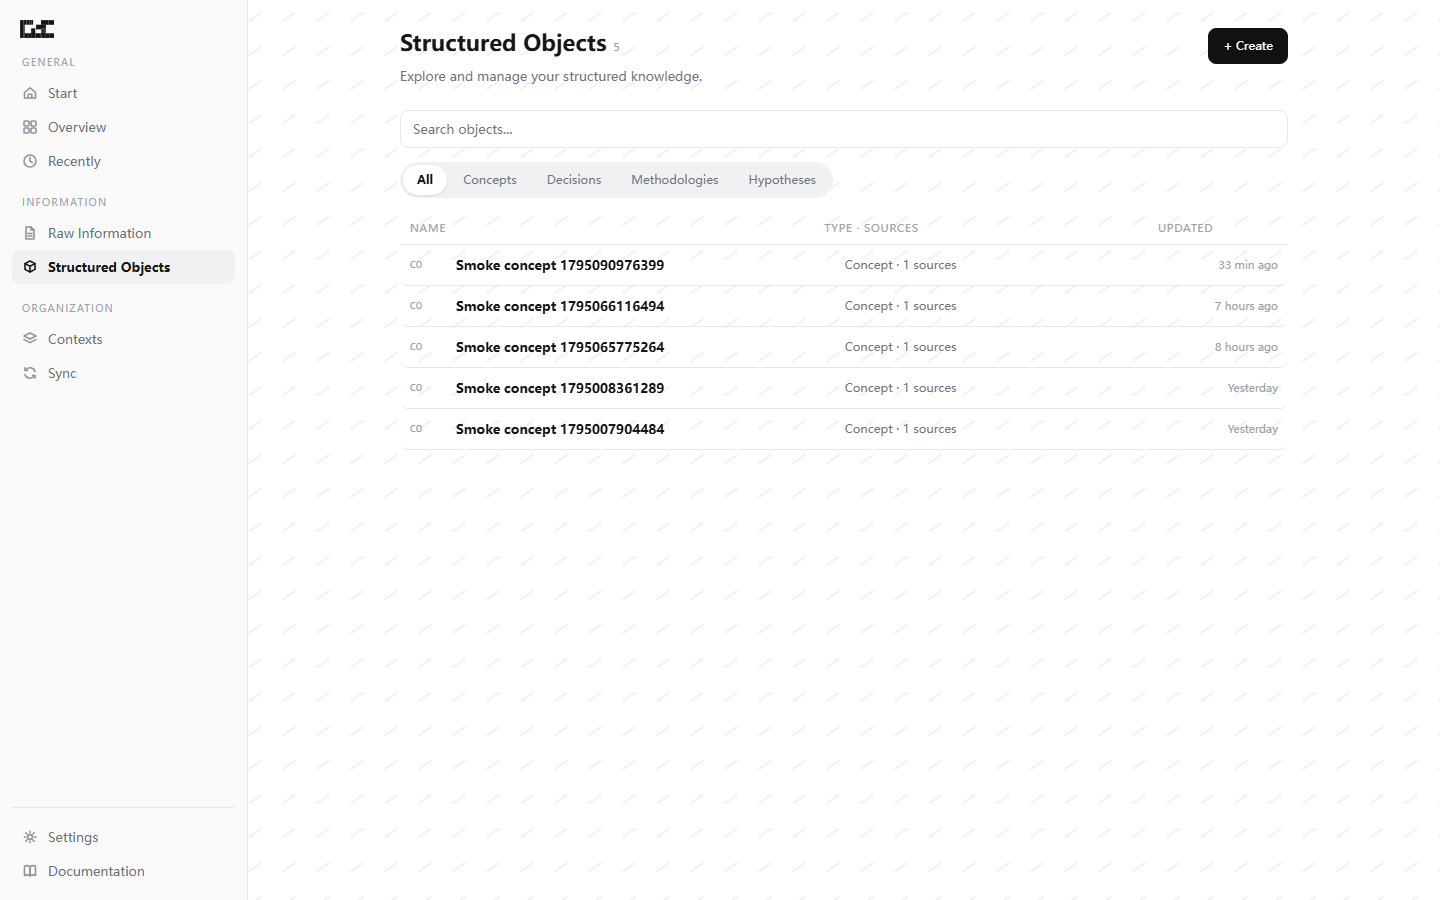 GENERAL
Start
Overview
Recently
INFORMATION
Raw Information
Structured Objects
ORGANIZATION
Contexts
Sync
Settings
Documentation
Structured Objects 5
+ Create
Explore and manage your structured knowledge.
Search objects...
All Concepts Decisions Methodologies Hypotheses
NAME TYPE · SOURCES UPDATED
CO Smoke concept 1795090976399 Concept · 1 sources 33 min ago
CO Smoke concept 1795066116494 Concept · 1 sources 7 hours ago
CO Smoke concept 1795065775264 Concept · 1 sources 8 hours ago
CO Smoke concept 1795008361289 Concept · 1 sources Yesterday
CO Smoke concept 1795007904484 Concept · 1 sources Yesterday